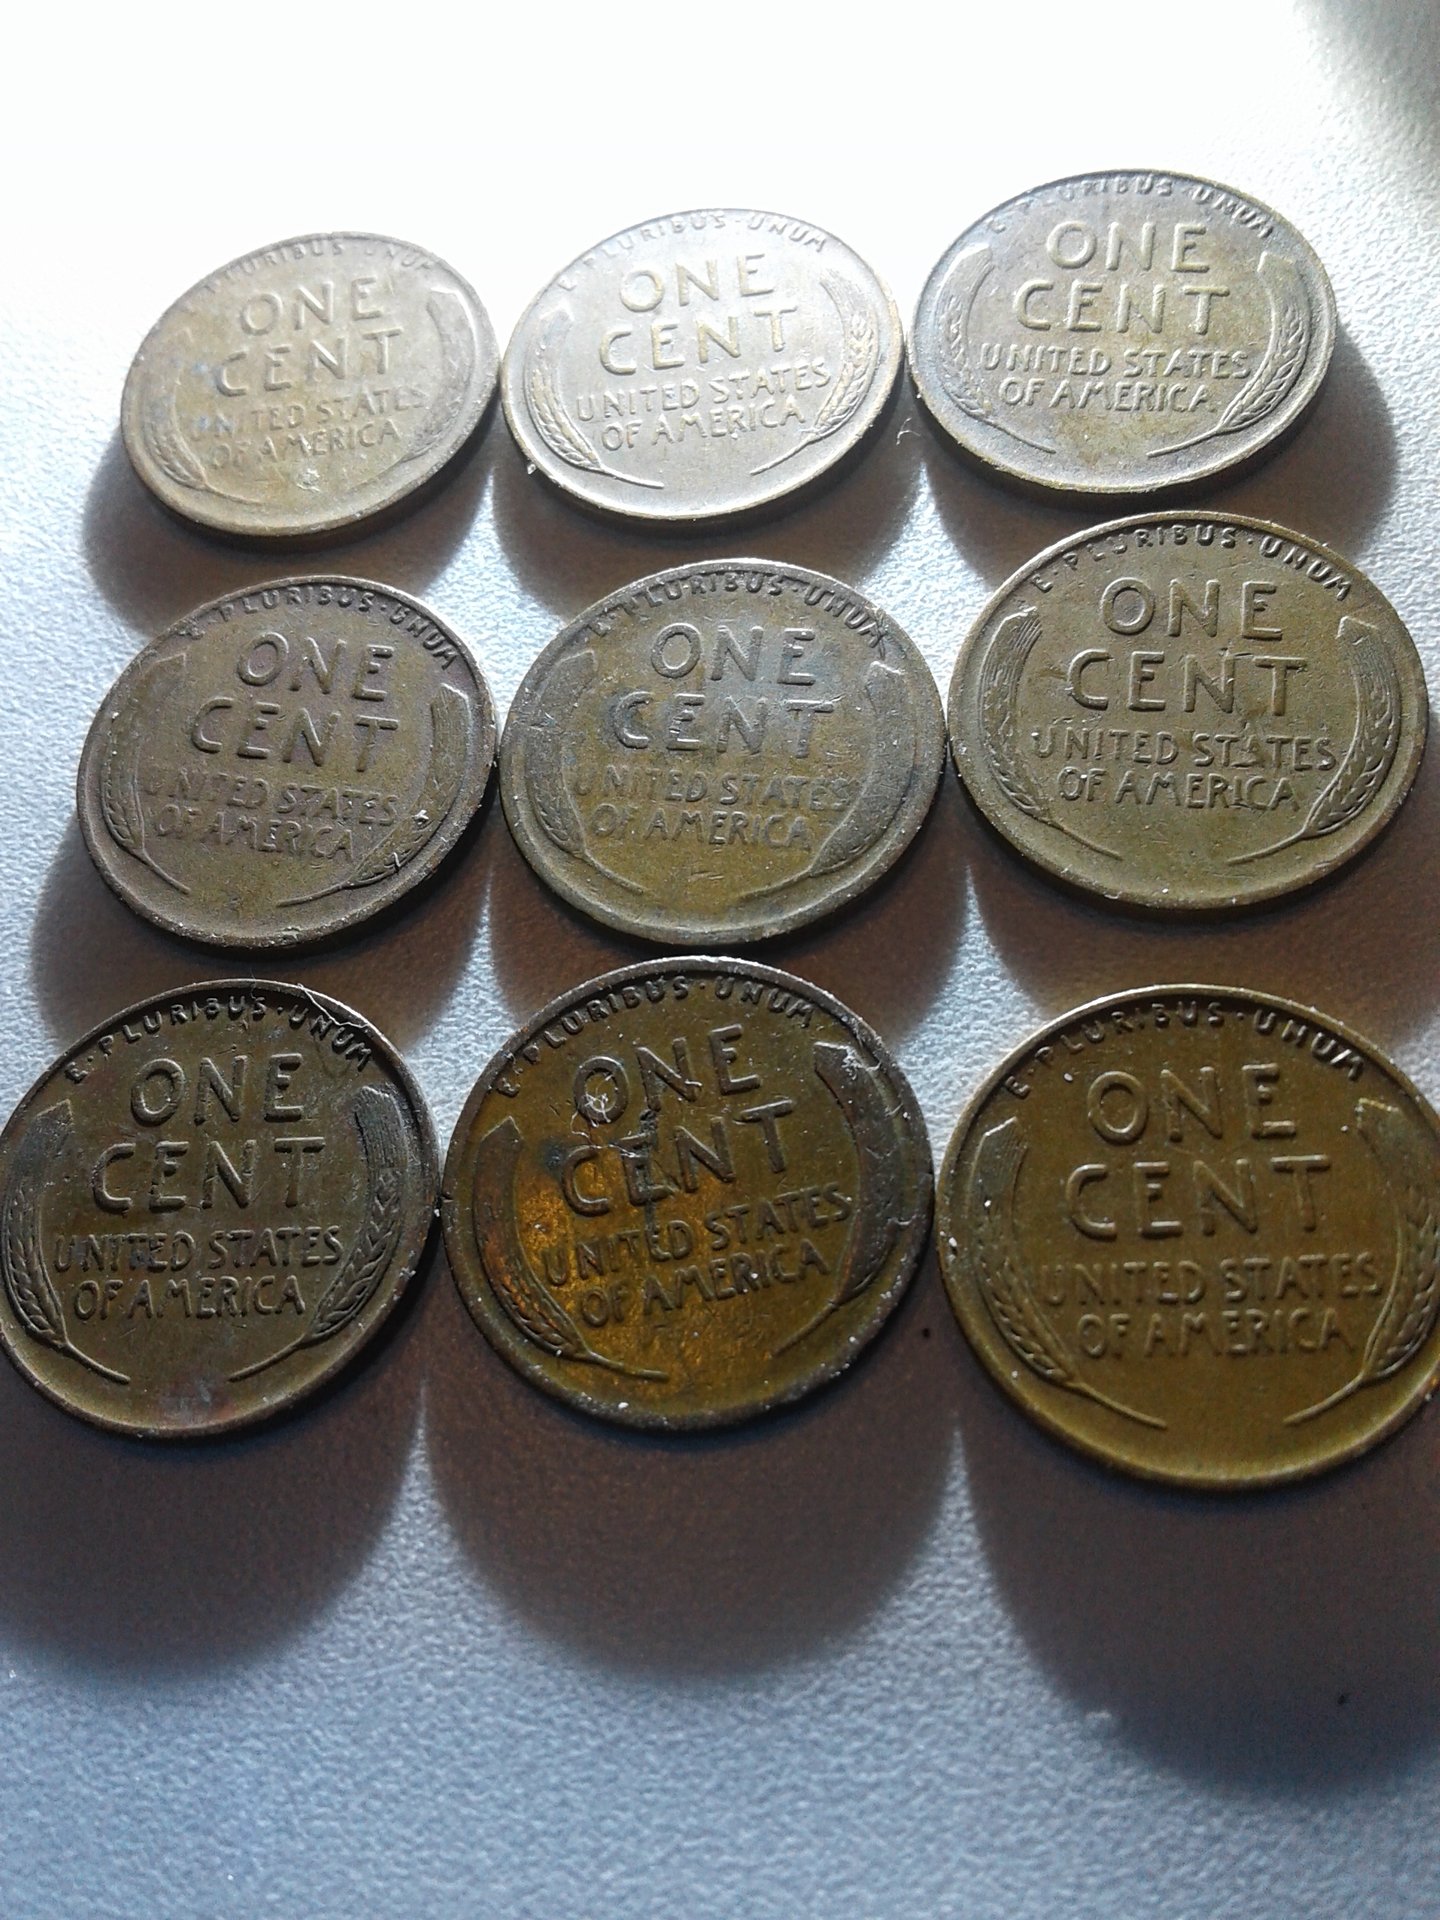 PLURIBUS · UNUM
ONE
CENT
UNITED STATES
OF AMERICA
E PLURIBUS · UNUM
ONE
CENT
UNITED STATES
OF AMERICA
E · PLURIBUS · UNUM
ONE
CENT
UNITED STATES
OF AMERICA
E · PLURIBUS · UNUM
ONE
CENT
UNITED STATES
OF AMERICA
E · PLURIBUS · UNUM
ONE
CENT
UNITED STATES
OF AMERICA
E · PLURIBUS · UNUM
ONE
CENT
UNITED STATES
OF AMERICA
E · PLURIBUS · UNUM
ONE
CENT
UNITED STATES
OF AMERICA
E · PLURIBUS · UNUM
ONE
CENT
UNITED STATES
OF AMERICA
E · PLURIBUS · UNUM
ONE
CENT
UNITED STATES
OF AMERICA